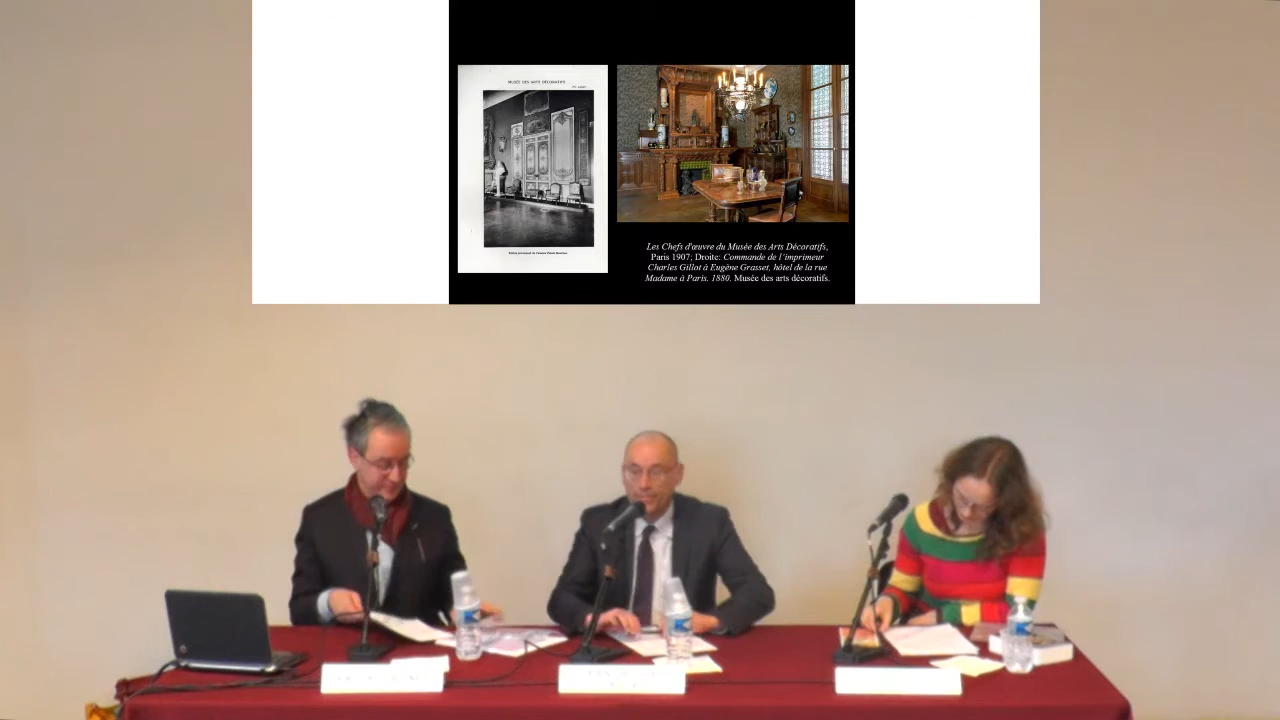 MUSÉE DES ARTS DÉCORATIFS
Les Chefs d'œuvre du Musée des Arts Décoratifs,
Paris 1907; Droite: Commande de l'imprimeur
Charles Gillot à Eugène Grasset, hôtel de la rue
Madame à Paris. 1880. Musée des arts décoratifs.